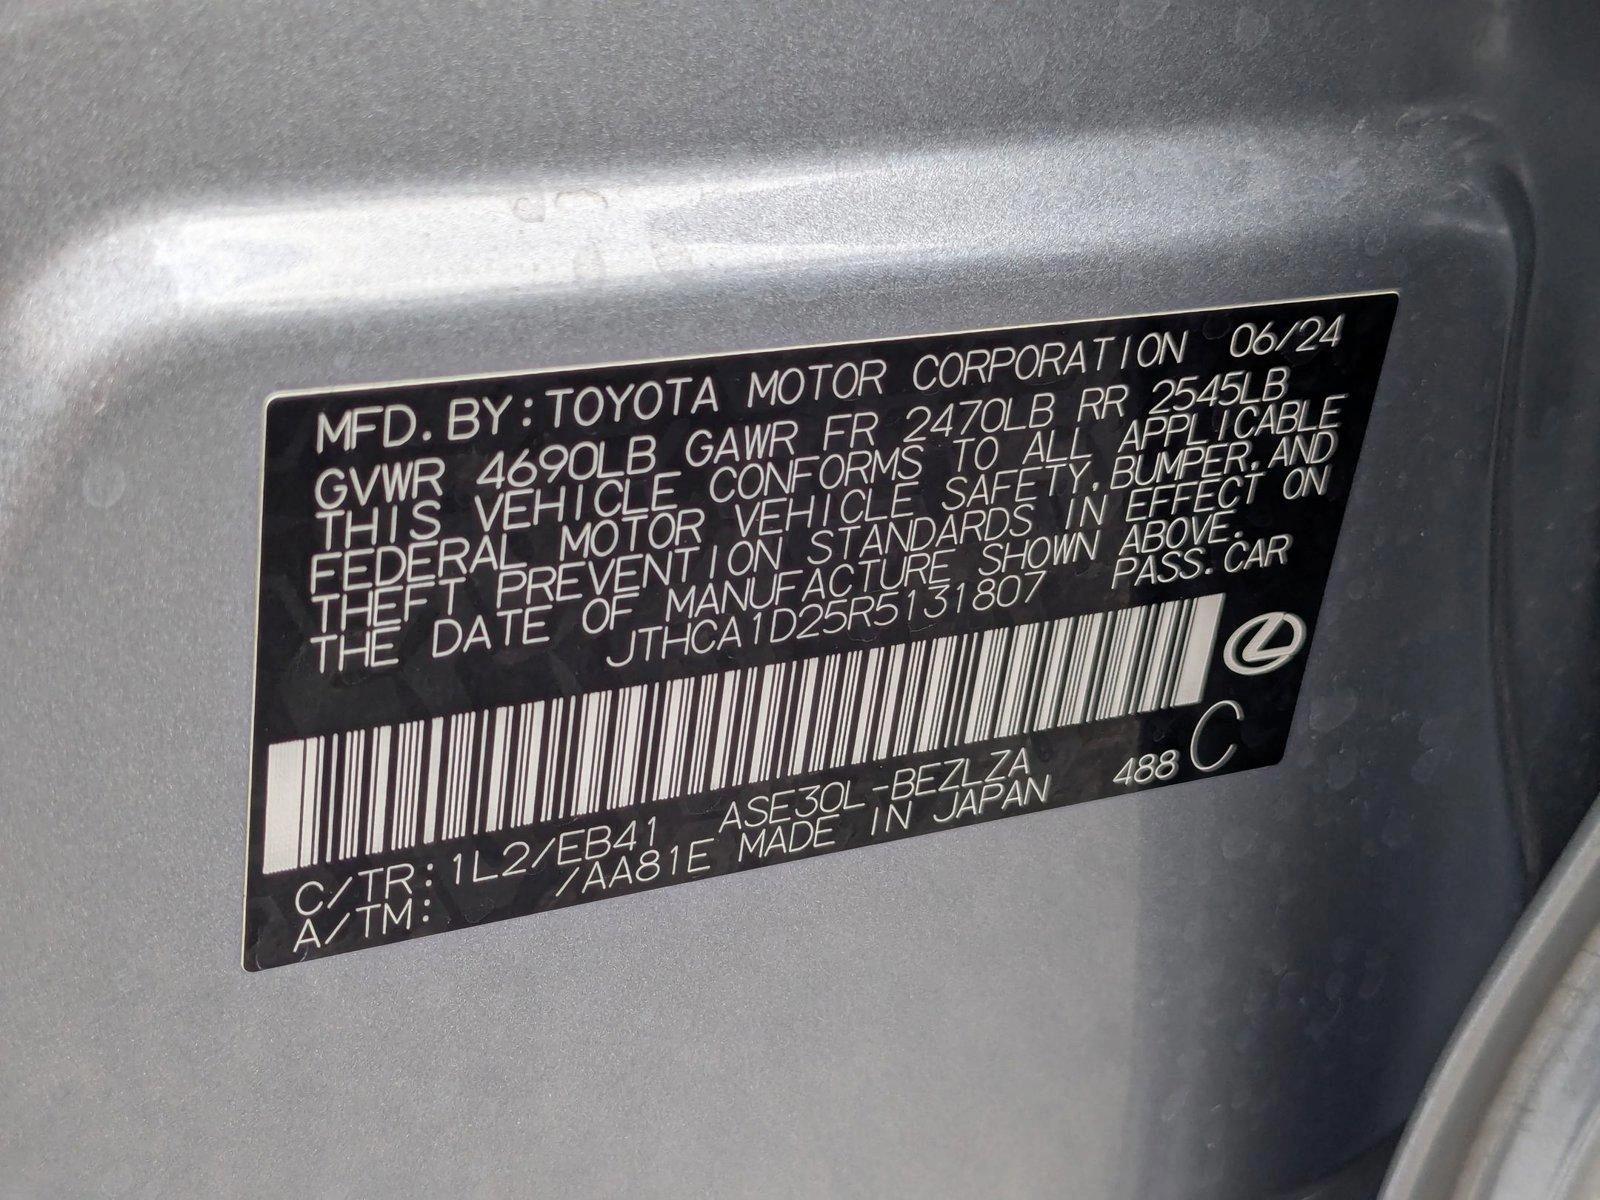 MFD. BY: TOYOTA MOTOR CORPORATION 06/24
GVWR 4690LB GAWR FR 2470LB RR 2545LB
THIS VEHICLE CONFORMS TO ALL APPLICABLE
FEDERAL MOTOR VEHICLE SAFETY, BUMPER, AND
THEFT PREVENTION STANDARDS IN EFFECT ON
THE DATE OF MANUFACTURE SHOWN ABOVE.
JTHCA1D25R5131807 PASS. CAR
C/TR: 1L2/EB41 ASE30L-BEZLZA 488 C
A/TM: /AA81E MADE IN JAPAN